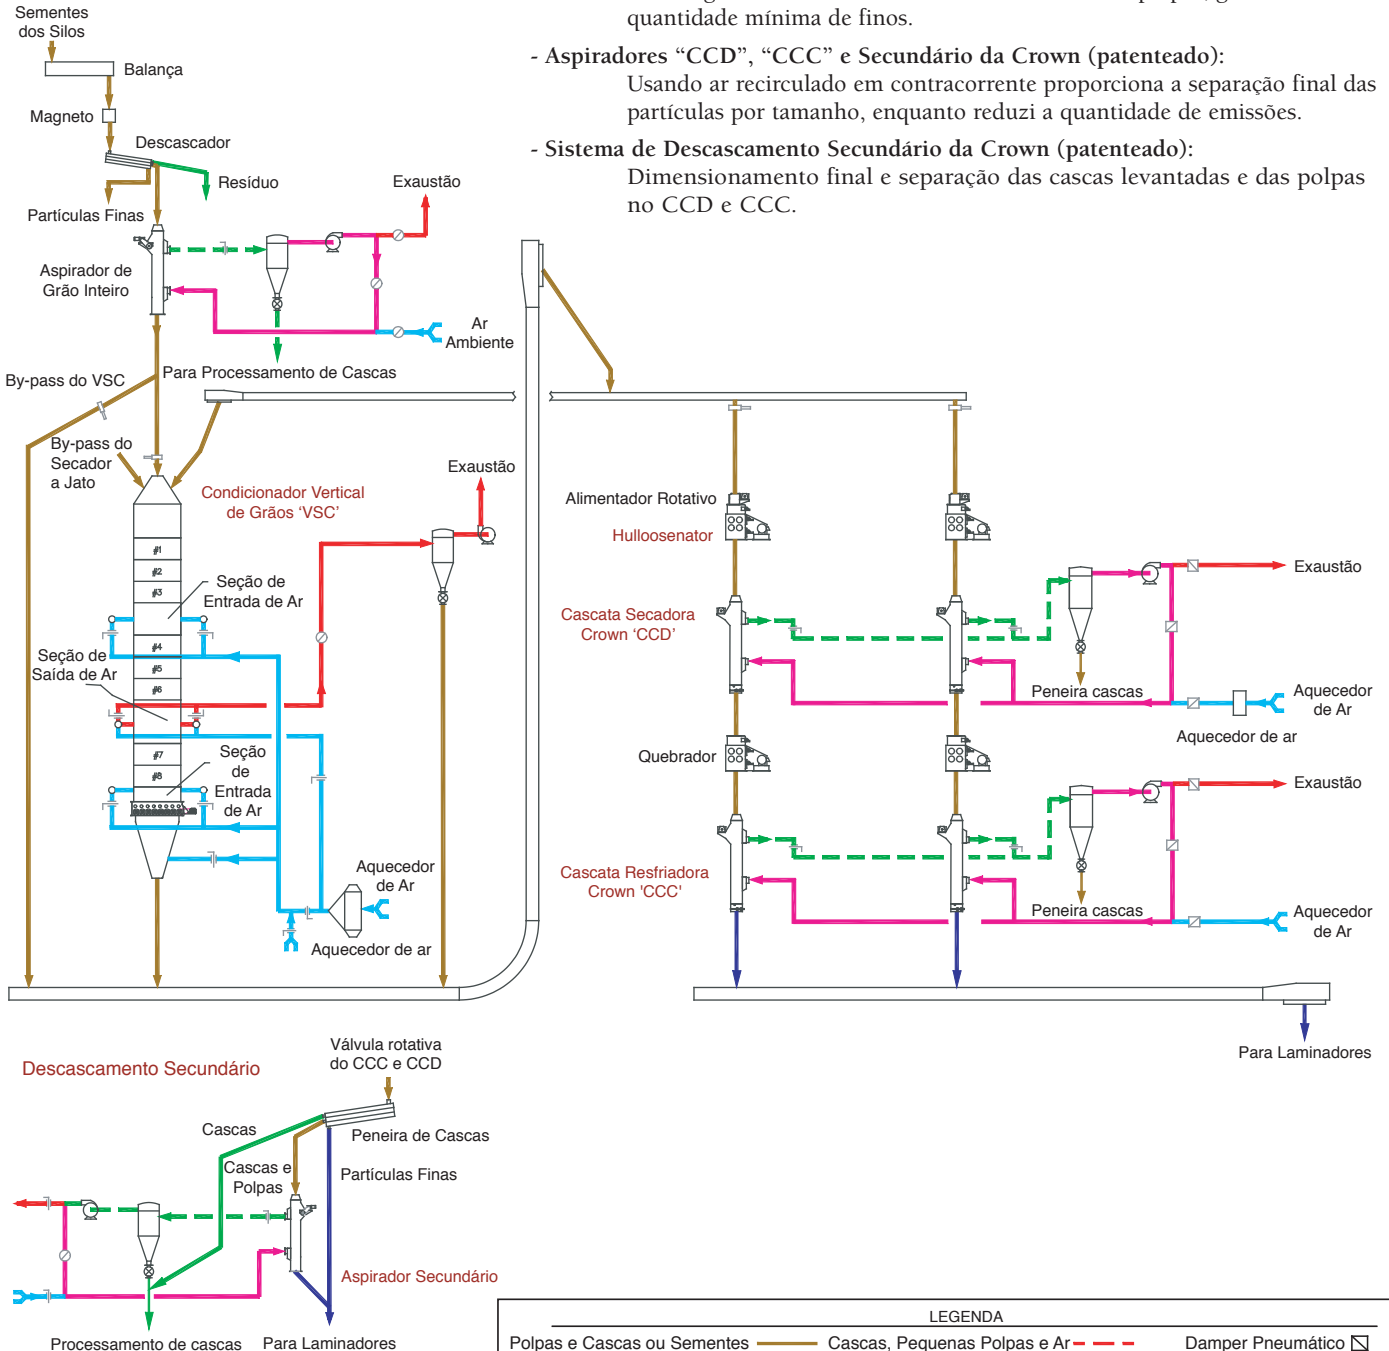 quantidade mínima de finos.
- Aspiradores “CCD”, “CCC” e Secundário da Crown (patenteado):
Usando ar recirculado em contracorrente proporciona a separação final das
partículas por tamanho, enquanto reduzi a quantidade de emissões.
- Sistema de Descascamento Secundário da Crown (patenteado):
Dimensionamento final e separação das cascas levantadas e das polpas
no CCD e CCC.
Sementes
dos Silos
Balança
Magneto
Descascador
Resíduo
Partículas Finas
Exaustão
Aspirador de
Grão Inteiro
Ar
Ambiente
Para Processamento de Cascas
By-pass do VSC
By-pass do
Secador
a Jato
Condicionador Vertical
de Grãos 'VSC'
Exaustão
#1
#2
#3
Seção de
Entrada de Ar
#4
#5
#6
Seção de
Saída de Ar
#7
#8
Seção
de
Entrada
de Ar
Aquecedor
de Ar
Aquecedor de ar
Alimentador Rotativo
Hulloosenator
Cascata Secadora
Crown 'CCD'
Exaustão
Peneira cascas
Aquecedor
de Ar
Aquecedor de ar
Quebrador
Exaustão
Cascata Resfriadora
Crown 'CCC'
Peneira cascas
Aquecedor
de Ar
Para Laminadores
Descascamento Secundário
Válvula rotativa
do CCC e CCD
Cascas
Peneira de Cascas
Cascas e
Polpas
Partículas Finas
Aspirador Secundário
Processamento de cascas
Para Laminadores
LEGENDA
Polpas e Cascas ou Sementes
Cascas, Pequenas Polpas e Ar
Damper Pneumático